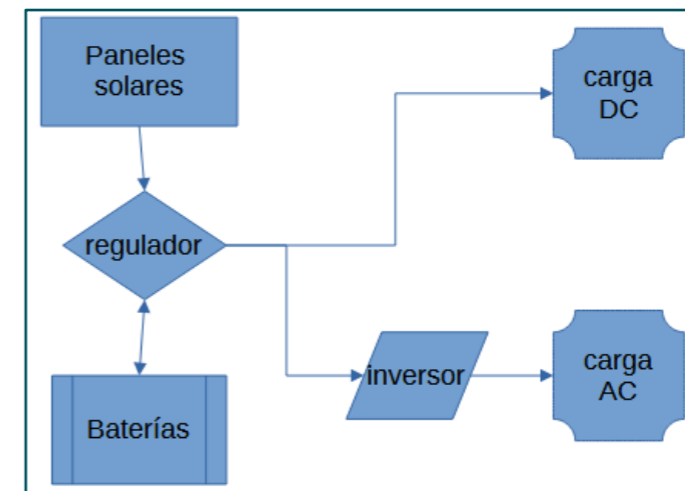 Paneles
solares
carga
DC
regulador
inversor
carga
AC
Baterías